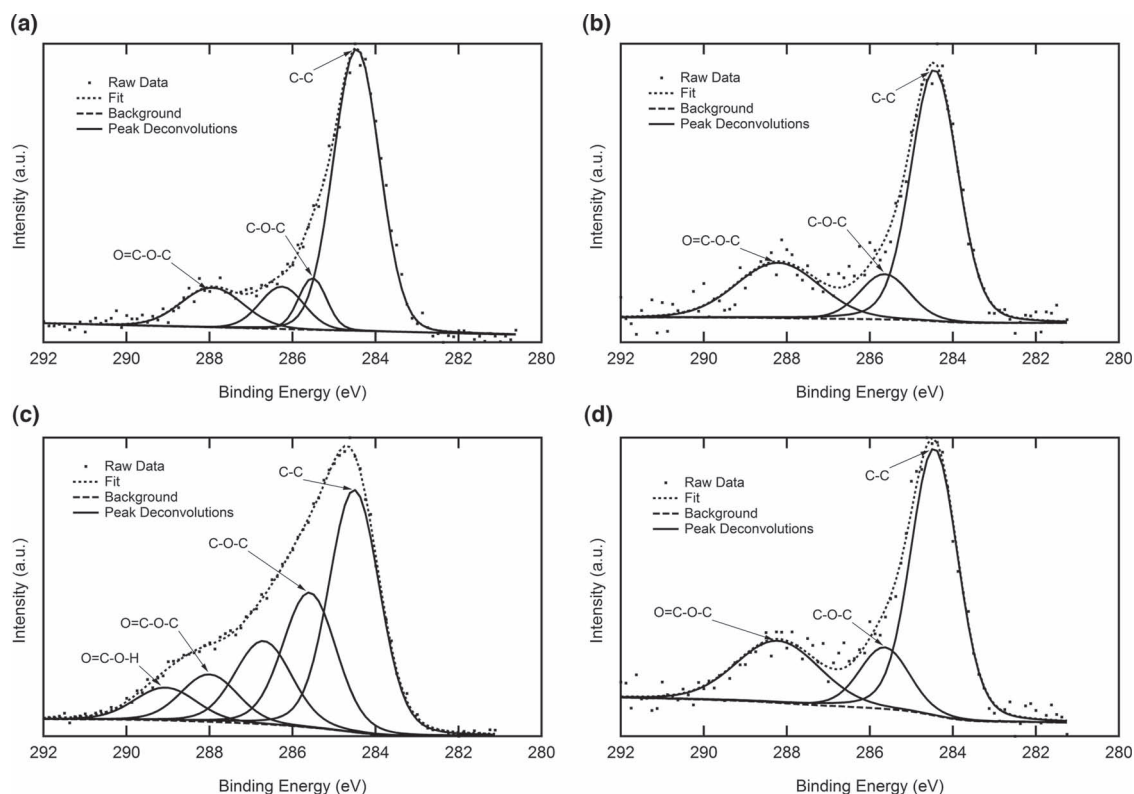 (a)
Raw Data
Fit
Background
Peak Deconvolutions
C-C
C-O-C
O=C-O-C
Intensity (a.u.)
292 290 288 286 284 282 280
Binding Energy (eV)
(b)
Raw Data
Fit
Background
Peak Deconvolutions
C-C
C-O-C
O=C-O-C
Intensity (a.u.)
292 290 288 286 284 282 280
Binding Energy (eV)
(c)
Raw Data
Fit
Background
Peak Deconvolutions
C-C
C-O-C
O=C-O-C
O=C-O-H
Intensity (a.u.)
292 290 288 286 284 282 280
Binding Energy (eV)
(d)
Raw Data
Fit
Background
Peak Deconvolutions
C-C
C-O-C
O=C-O-C
Intensity (a.u.)
292 290 288 286 284 282 280
Binding Energy (eV)